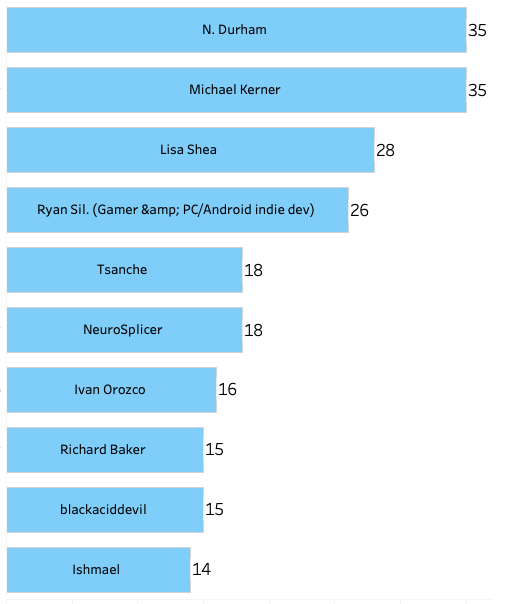 N. Durham 35
Michael Kerner 35
Lisa Shea 28
Ryan Sil. (Gamer &amp; PC/Android indie dev) 26
Tsanche 18
NeuroSplicer 18
Ivan Orozco 16
Richard Baker 15
blackaciddevil 15
Ishmael 14